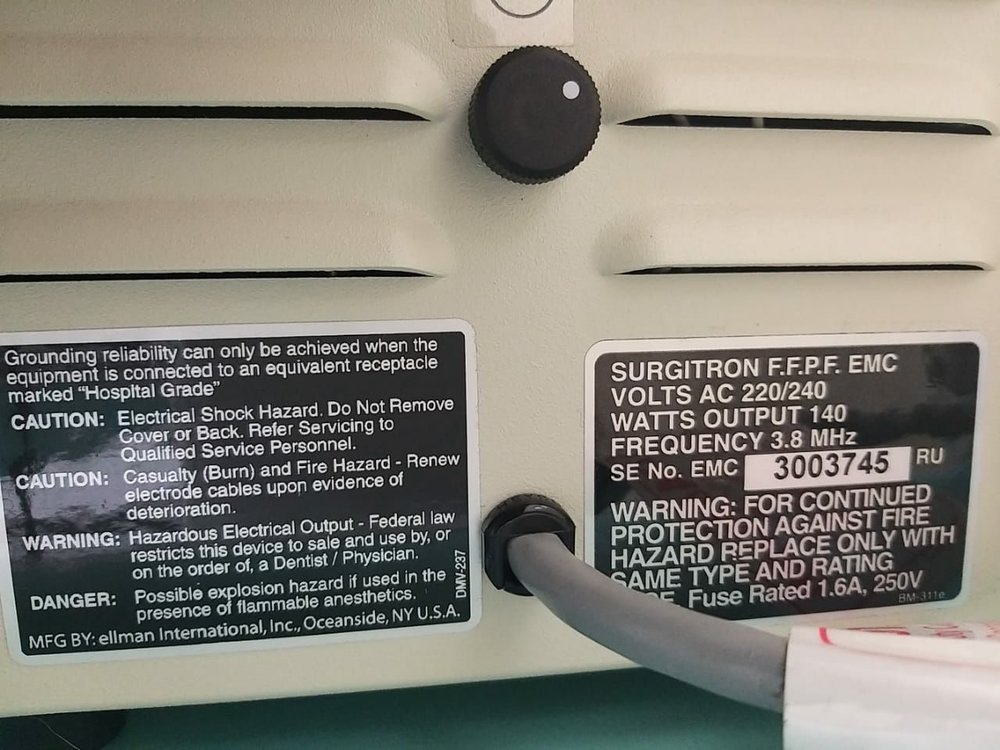 Grounding reliability can only be achieved when the
equipment is connected to an equivalent receptacle
marked "Hospital Grade"
CAUTION: Electrical Shock Hazard. Do Not Remove
Cover or Back. Refer Servicing to
Qualified Service Personnel.
CAUTION: Casualty (Burn) and Fire Hazard - Renew
electrode cables upon evidence of
deterioration.
WARNING: Hazardous Electrical Output - Federal law
restricts this device to sale and use by, or
on the order of, a Dentist / Physician.
DANGER: Possible explosion hazard if used in the
presence of flammable anesthetics.
MFG BY: ellman International, Inc., Oceanside, NY U.S.A.
DMV-237
SURGITRON F.F.P.F. EMC
VOLTS AC 220/240
WATTS OUTPUT 140
FREQUENCY 3.8 MHz
SE No. EMC 3003745 RU
WARNING: FOR CONTINUED
PROTECTION AGAINST FIRE
HAZARD REPLACE ONLY WITH
SAME TYPE AND RATING
Fuse Rated 1.6A, 250V
BM-311e